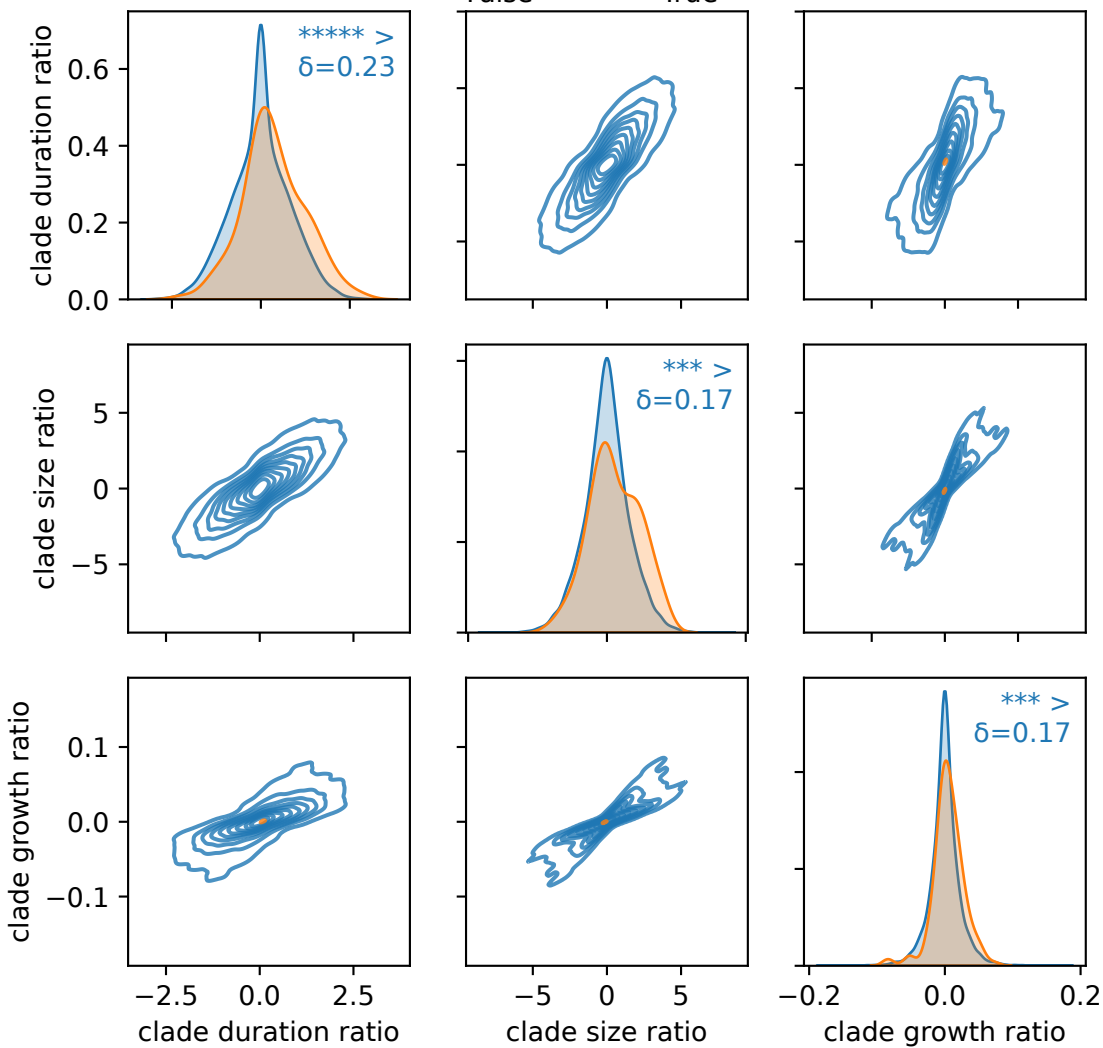 True
clade duration ratio
0.6
0.4
0.2
0.0
***** >
δ=0.23
clade size ratio
5
0
−5
*** >
δ=0.17
clade growth ratio
0.1
0.0
−0.1
*** >
δ=0.17
−2.5 0.0 2.5
clade duration ratio
−5 0 5
clade size ratio
−0.2 0.0 0.2
clade growth ratio